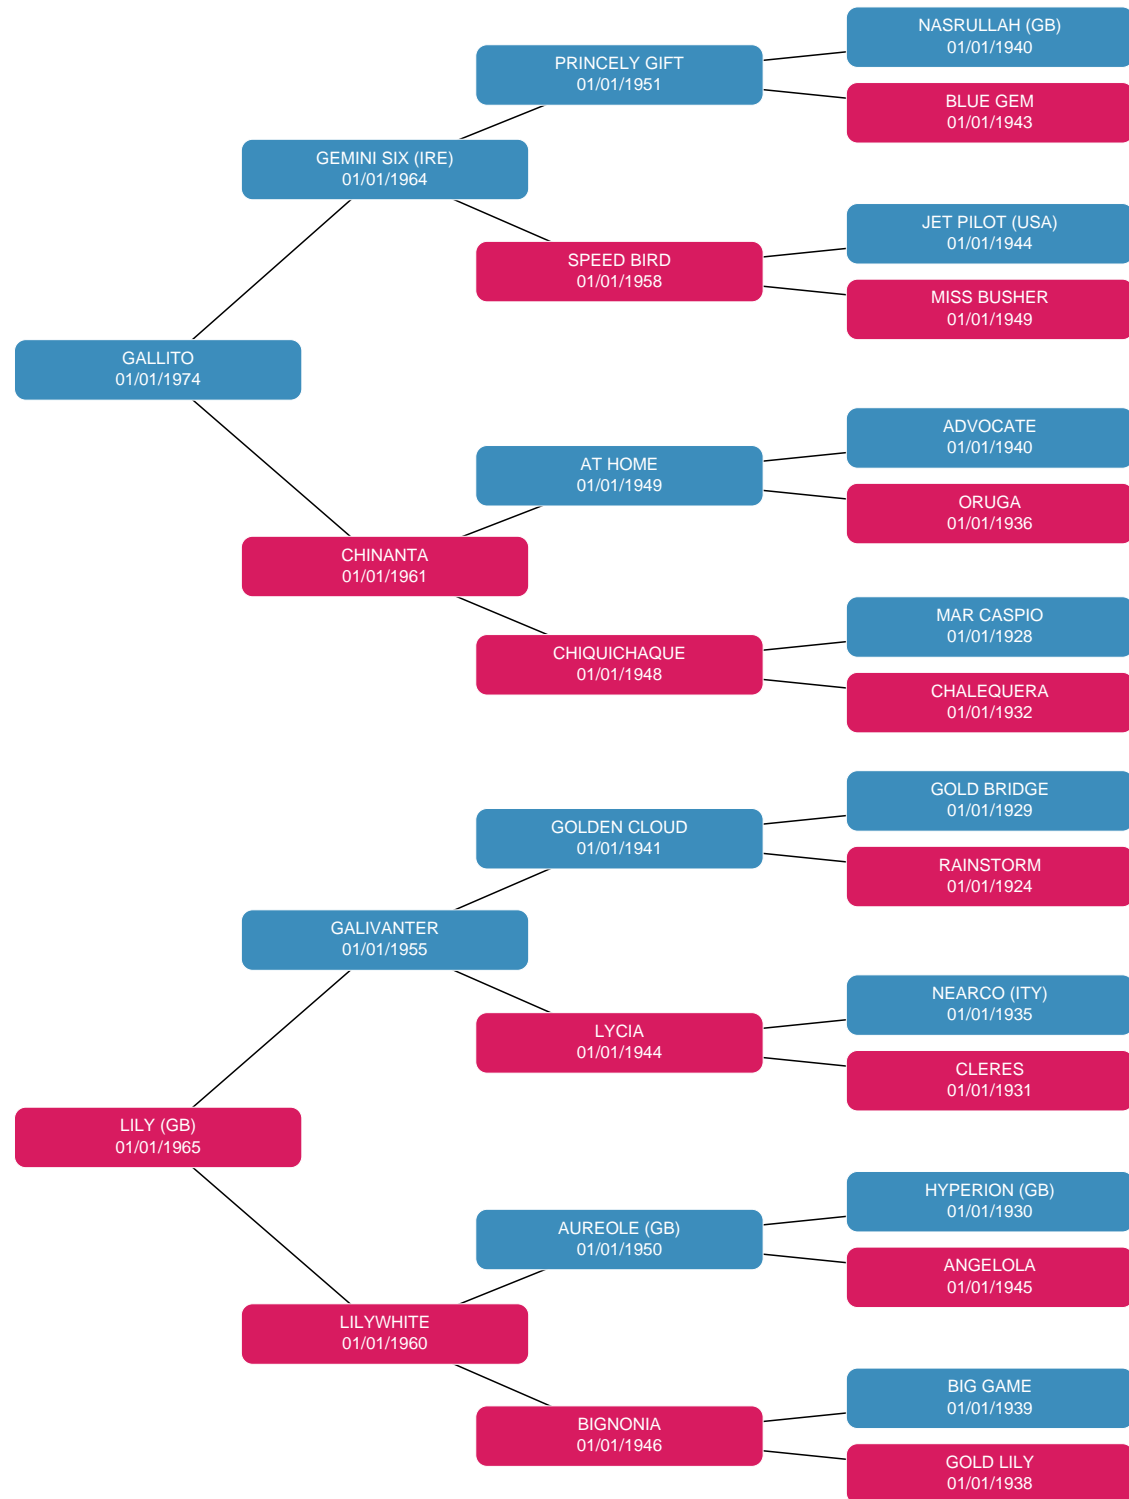 NASRULLAH (GB)
01/01/1940
PRINCELY GIFT
01/01/1951
BLUE GEM
01/01/1943
GEMINI SIX (IRE)
01/01/1964
JET PILOT (USA)
01/01/1944
SPEED BIRD
01/01/1958
MISS BUSHER
01/01/1949
GALLITO
01/01/1974
ADVOCATE
01/01/1940
AT HOME
01/01/1949
ORUGA
01/01/1936
CHINANTA
01/01/1961
MAR CASPIO
01/01/1928
CHIQUICHAQUE
01/01/1948
CHALEQUERA
01/01/1932
GOLD BRIDGE
01/01/1929
GOLDEN CLOUD
01/01/1941
RAINSTORM
01/01/1924
GALIVANTER
01/01/1955
NEARCO (ITY)
01/01/1935
LYCIA
01/01/1944
CLERES
01/01/1931
LILY (GB)
01/01/1965
HYPERION (GB)
01/01/1930
AUREOLE (GB)
01/01/1950
ANGELOLA
01/01/1945
LILYWHITE
01/01/1960
BIG GAME
01/01/1939
BIGNONIA
01/01/1946
GOLD LILY
01/01/1938